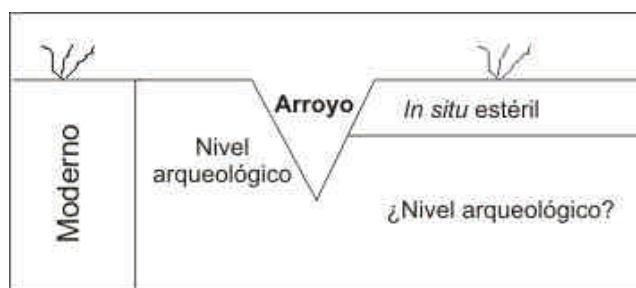 Moderno
Nivel
arqueológico
Arroyo
In situ estéril
¿Nivel arqueológico?